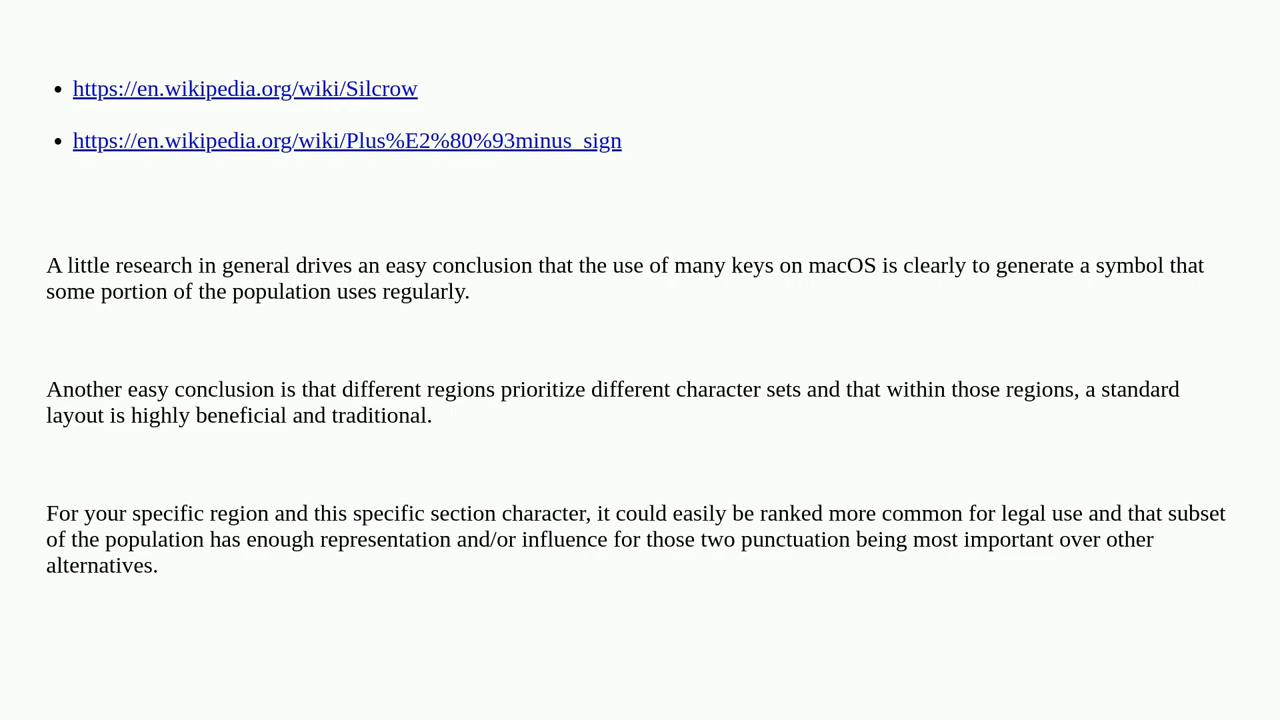 • https://en.wikipedia.org/wiki/Silcrow
• https://en.wikipedia.org/wiki/Plus%E2%80%93minus_sign
A little research in general drives an easy conclusion that the use of many keys on macOS is clearly to generate a symbol that
some portion of the population uses regularly.
Another easy conclusion is that different regions prioritize different character sets and that within those regions, a standard
layout is highly beneficial and traditional.
For your specific region and this specific section character, it could easily be ranked more common for legal use and that subset
of the population has enough representation and/or influence for those two punctuation being most important over other
alternatives.